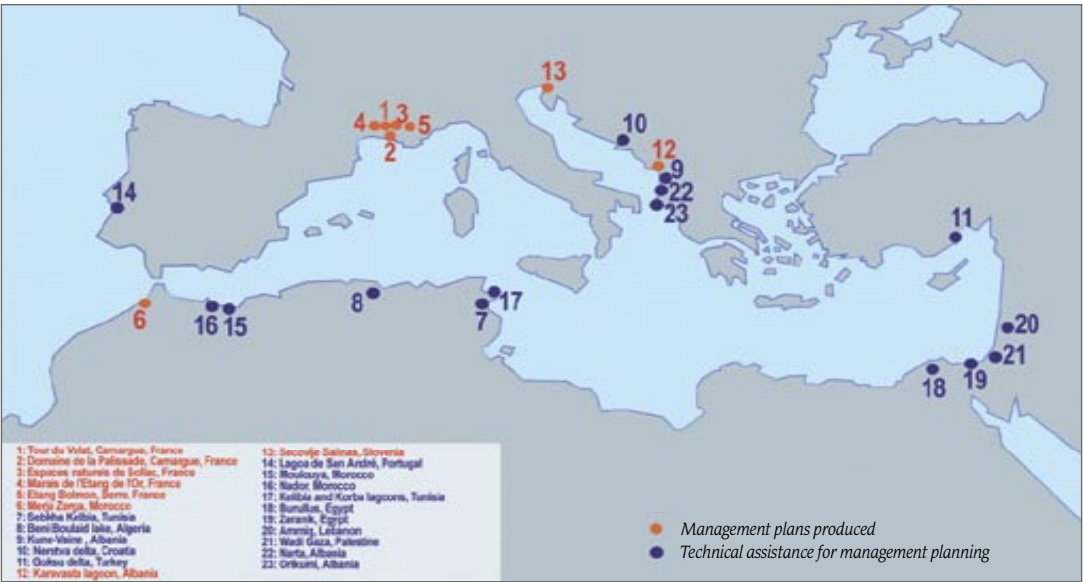 13
10
1
3
4
5
2
12
9
14
22
23
11
8
17
7
6
16
15
20
21
18
19
1: Tour du Valat, Camargue, France
2: Domaine de la Palissade, Camargue, France
3: Espaces naturels de Sollac, France
4: Marais de l'Etang de l'Or, France
5: Etang Bolmon, Berre, France
6: Merja Zerga, Morocco
7: Sebkha Kelbia, Tunisia
8: Beni Boulaid lake, Algeria
9: Kune-Vaine, Albania
10: Neretva delta, Croatia
11: Goksu delta, Turkey
12: Karavasta lagoon, Albania
13: Secovlje Salinas, Slovenia
14: Lagoa de San André, Portugal
15: Moulouya, Morocco
16: Nador, Morocco
17: Kelibia and Korba lagoons, Tunisia
18: Burullus, Egypt
19: Zaranik, Egypt
20: Ammiq, Lebanon
21: Wadi Gaza, Palestine
22: Narta, Albania
23: Orikumi, Albania
Management plans produced
Technical assistance for management planning